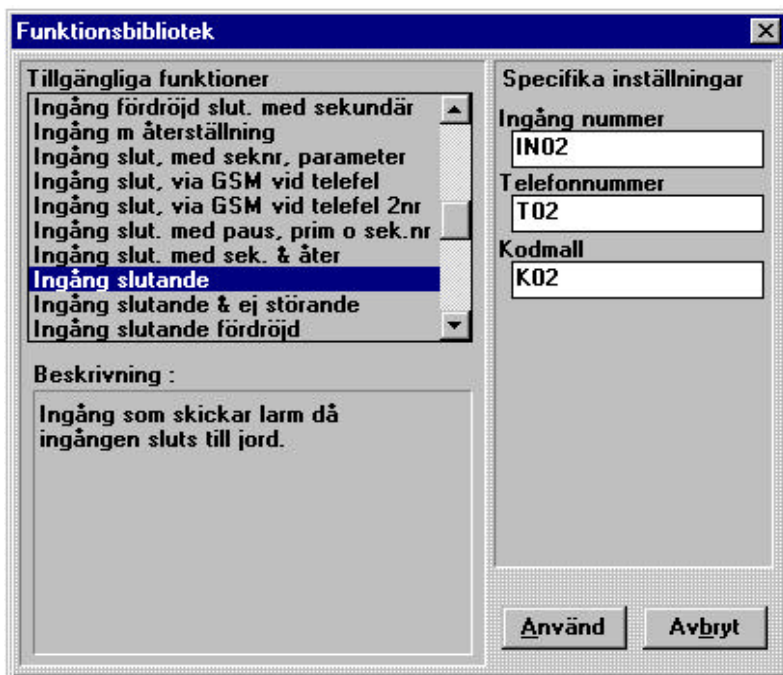 Funktionsbibliotek
Tillgängliga funktioner
Ingång fördröjd slut. med sekundär
Ingång m återställning
Ingång slut, med seknr, parameter
Ingång slut, via GSM vid telefel
Ingång slut, via GSM vid telefel 2nr
Ingång slut. med paus, prim o sek.nr
Ingång slut. med sek. & åter
Ingång slutande
Ingång slutande & ej störande
Ingång slutande fördröjd
Beskrivning :
Ingång som skickar larm då
ingången sluts till jord.
Specifika inställningar
Ingång nummer
IN02
Telefonnummer
T02
Kodmall
K02
Använd
Avbryt